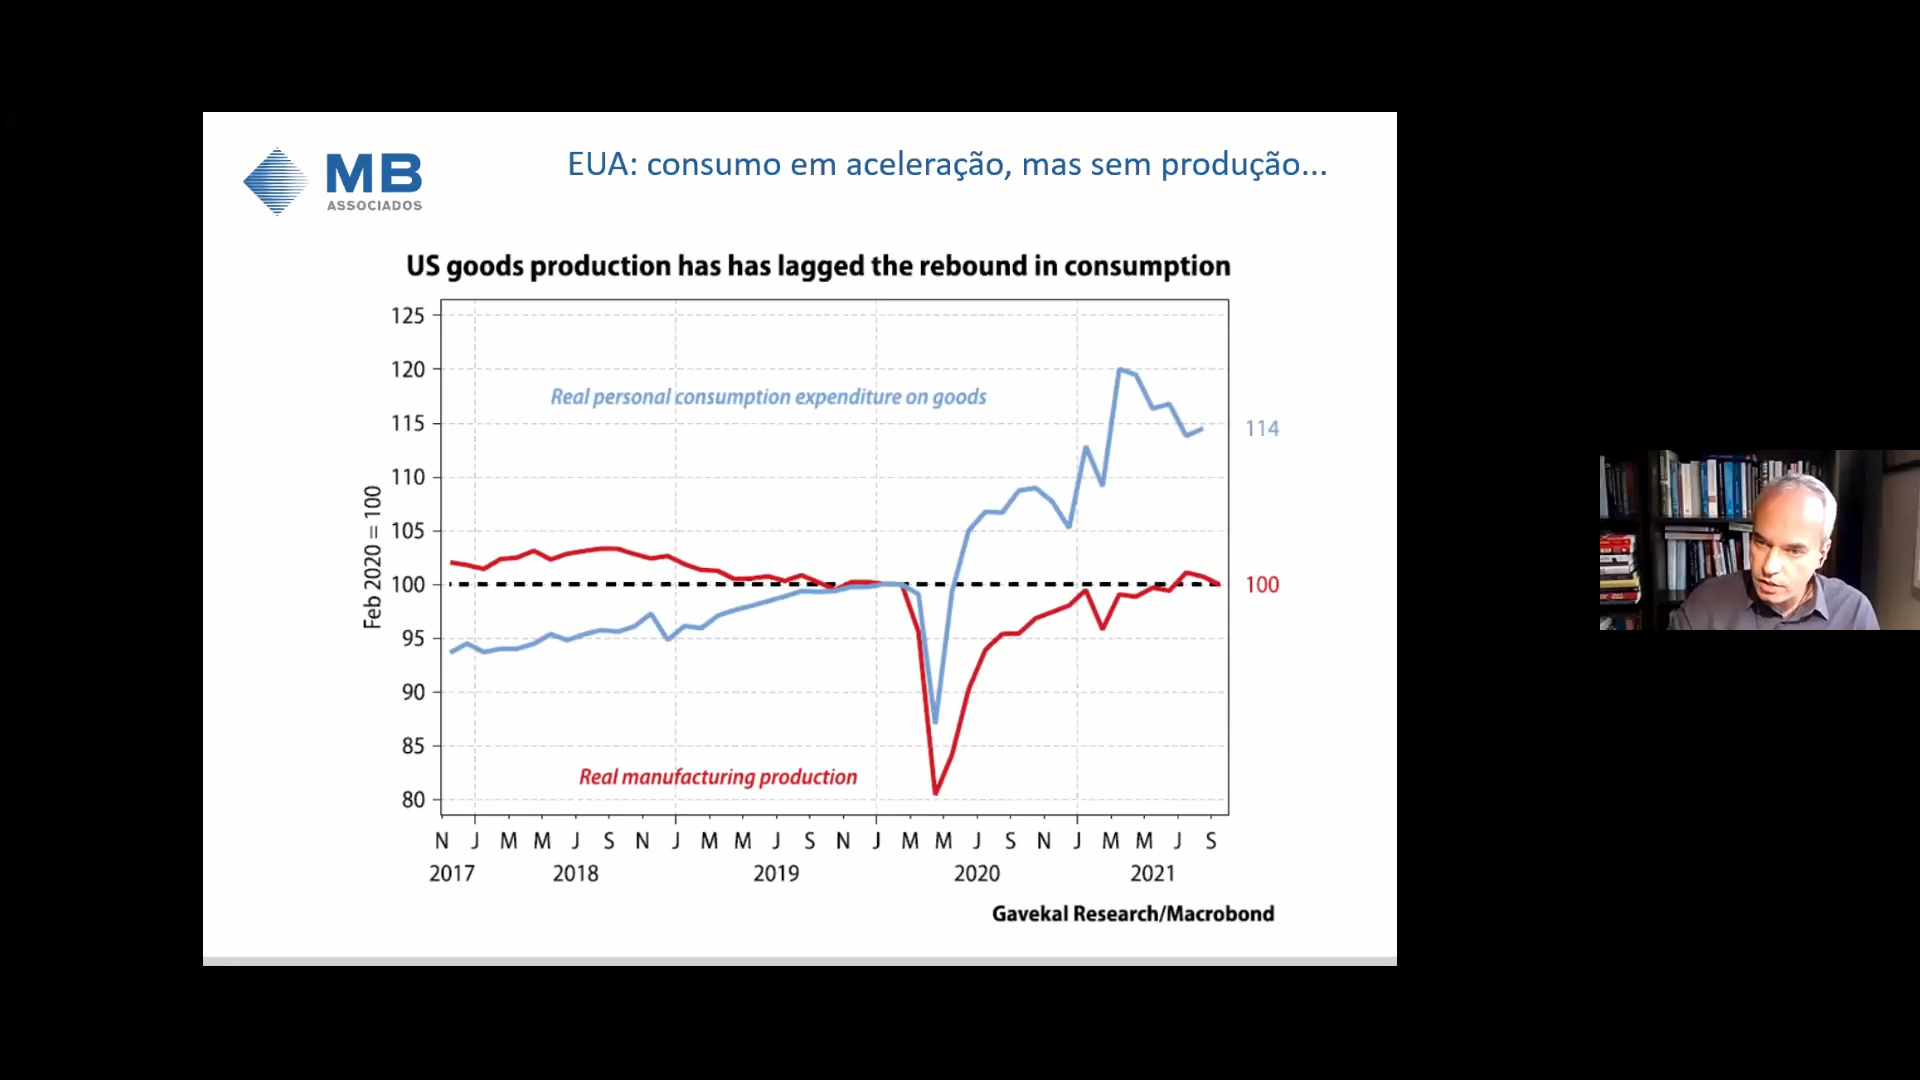 MB
ASSOCIADOS
EUA: consumo em aceleração, mas sem produção...
US goods production has has lagged the rebound in consumption
125
120
115
110
105
100
95
90
85
80
Feb 2020 = 100
Real personal consumption expenditure on goods
114
100
Real manufacturing production
N J M M J S N J M M J S N J M M J S N J M M J S
2017 2018 2019 2020 2021
Gavekal Research/Macrobond